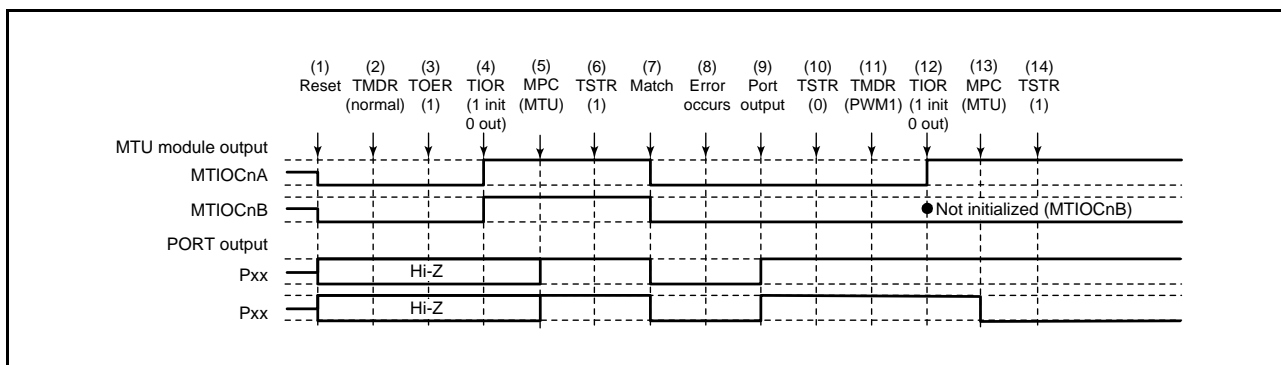 (1) (2) (3) (4) (5) (6) (7) (8) (9) (10) (11) (12) (13) (14)
Reset TMDR TOER TIOR MPC TSTR Match Error Port TSTR TMDR TIOR MPC TSTR
(normal) (1) (1 init (MTU) (1) occurs output (0) (PWM1) (1 init (MTU) (1)
0 out) 0 out)
MTU module output
MTIOCnA
MTIOCnB Not initialized (MTIOCnB)
PORT output
Pxx Hi-Z
Pxx Hi-Z